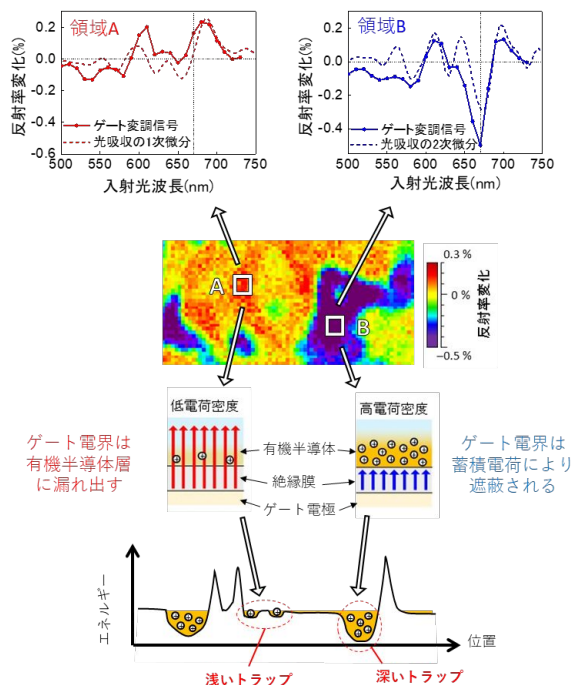 領域A
反射率変化(%)
0.2
0.0
-0.2
-0.4
-0.6
ゲート変調信号
光吸収の1次微分
500 550 600 650 700 750
入射光波長(nm)
領域B
反射率変化(%)
0.2
0.0
-0.2
-0.4
ゲート変調信号
光吸収の2次微分
500 550 600 650 700 750
入射光波長(nm)
A
B
0.3 %
0 %
−0.5 %
反射率変化
低電荷密度
高電荷密度
ゲート電界は
有機半導体層
に漏れ出す
有機半導体
絶縁膜
ゲート電極
ゲート電界は
蓄積電荷により
遮蔽される
エネルギー
位置
浅いトラップ
深いトラップ